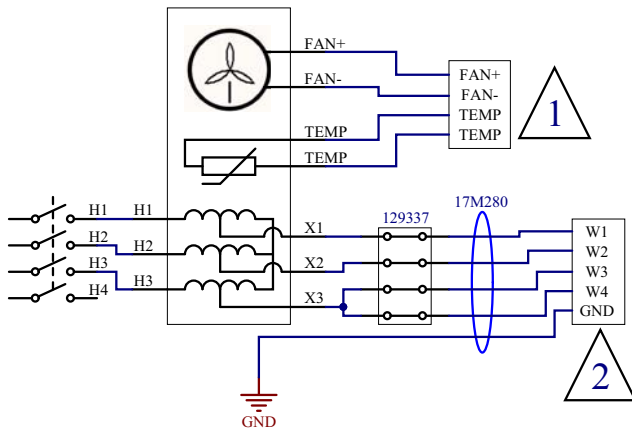 FAN+
FAN-
TEMP
TEMP
FAN+
FAN-
TEMP
TEMP
1
H1 H1
H2 H2
H3 H3
H4
X1
X2
X3
129337
17M280
W1
W2
W3
W4
GND
2
GND